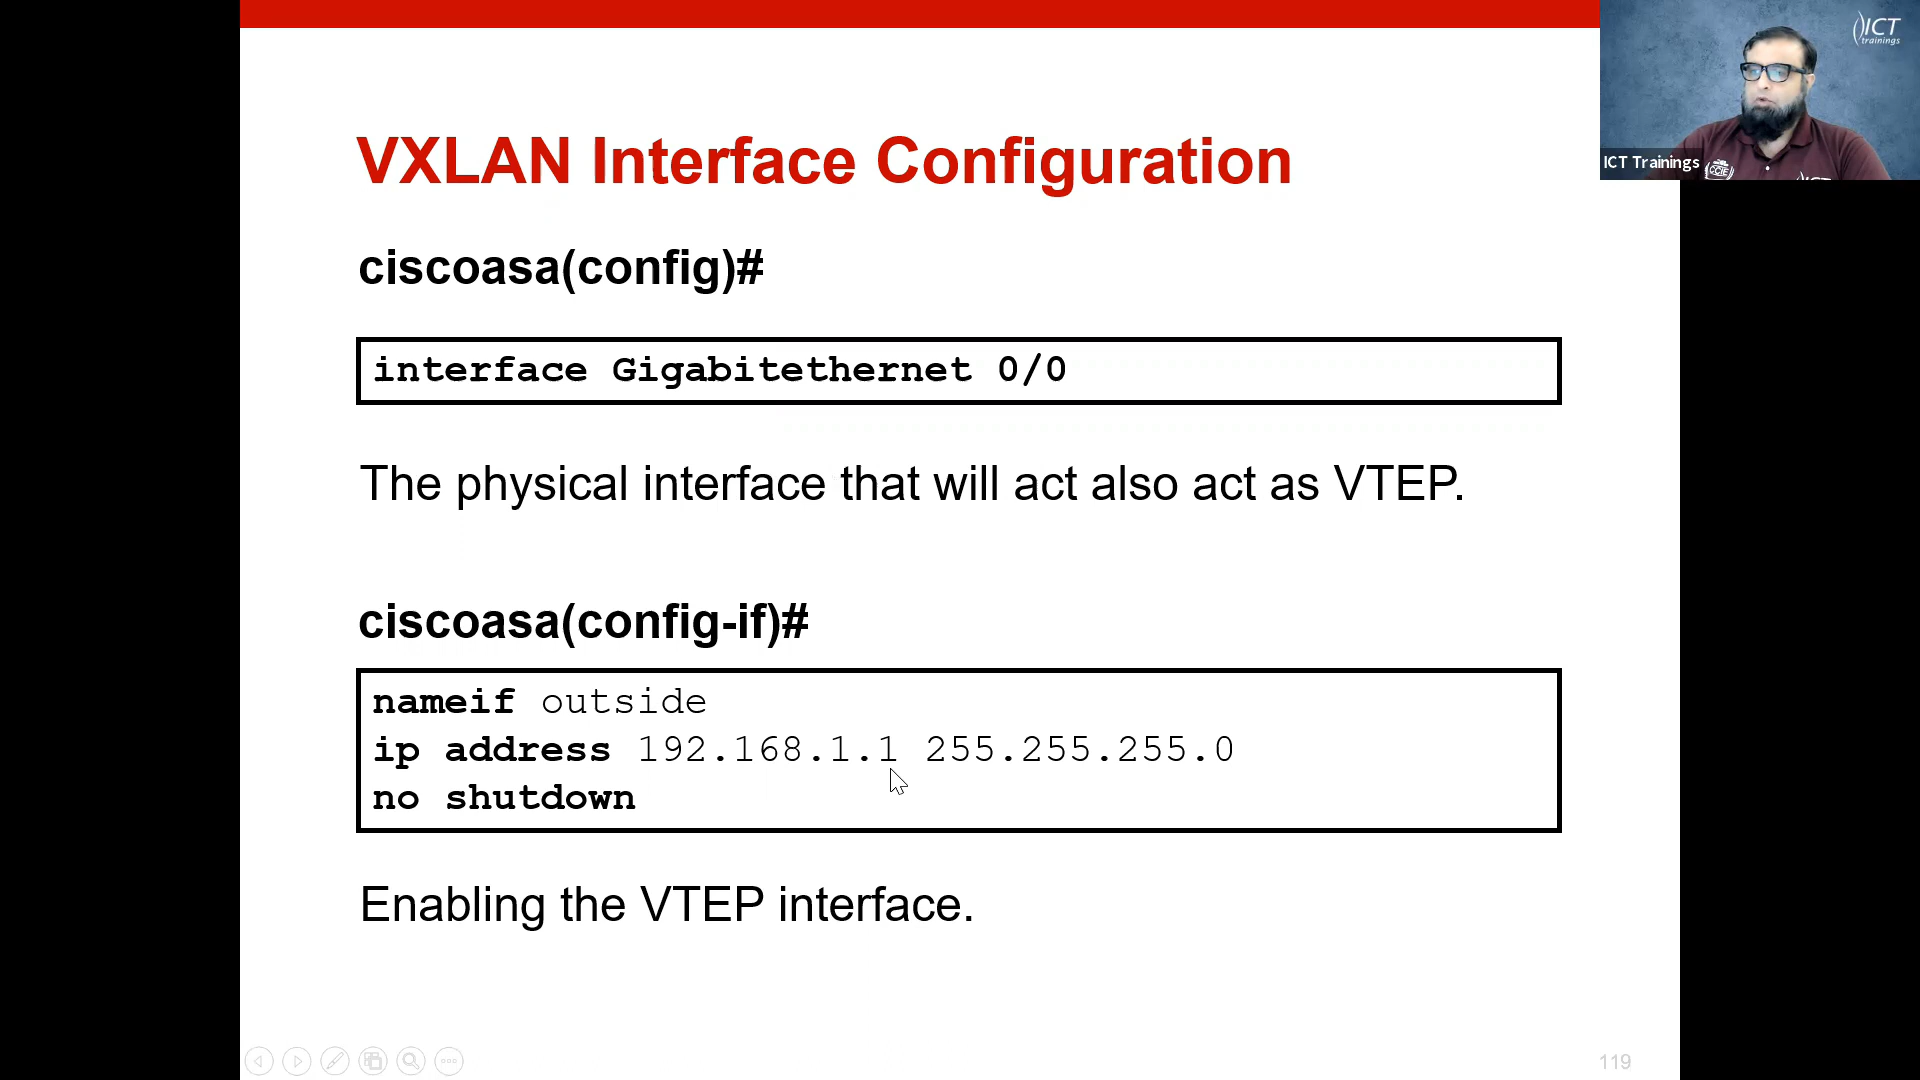 VXLAN Interface Configuration
ciscoasa(config)#
interface Gigabitethernet 0/0
The physical interface that will act also act as VTEP.
ciscoasa(config-if)#
nameif outside
ip address 192.168.1.1 255.255.255.0
no shutdown
Enabling the VTEP interface.
119
ICT
trainings
ICT Trainings
CCIE